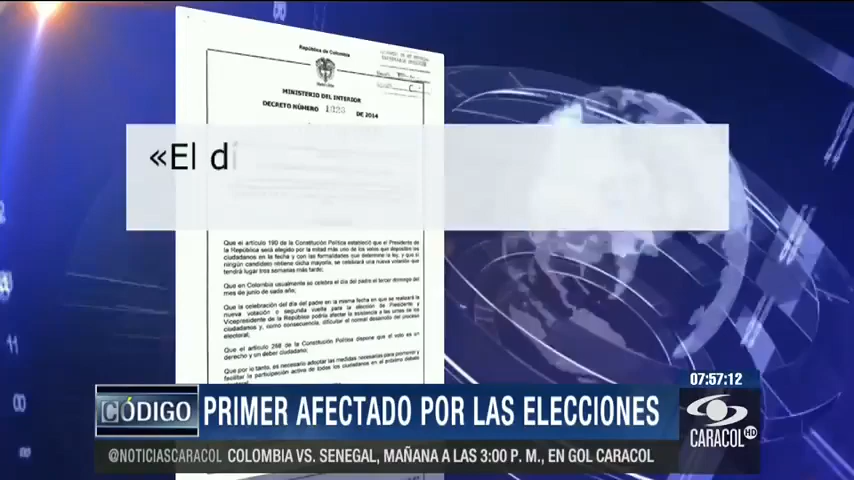 República de Colombia
MINISTERIO DEL INTERIOR
DECRETO NÚMERO 1028 DE 2014
«El d
Que el artículo 190 de la Constitución Política estableció que el Presidente de
la República será elegido por la mitad más uno de los votos que depositen los
ciudadanos en la fecha y con las formalidades que determine la ley, y que si
ningún candidato obtiene dicha mayoría, se celebrará una nueva votación que
tendrá lugar tres semanas más tarde;
Que en Colombia usualmente se celebra el día del padre el tercer domingo del
mes de junio de cada año;
Que la celebración del día del padre en la misma fecha en que se realizará la
nueva votación o segunda vuelta para la elección de Presidente y
Vicepresidente de la República podría afectar la asistencia a las urnas de los
ciudadanos y, como consecuencia, dificultar el normal desarrollo del proceso
electoral;
Que el artículo 258 de la Constitución Política dispone que el voto es un
derecho y un deber ciudadano;
Que por lo tanto, es necesario adoptar las medidas necesarias para promover y
facilitar la participación activa de todos los ciudadanos en el próximo debate
07:57:12
CÓDIGO PRIMER AFECTADO POR LAS ELECCIONES
CARACOL HD
@NOTICIASCARACOL COLOMBIA VS. SENEGAL, MAÑANA A LAS 3:00 P. M., EN GOL CARACOL